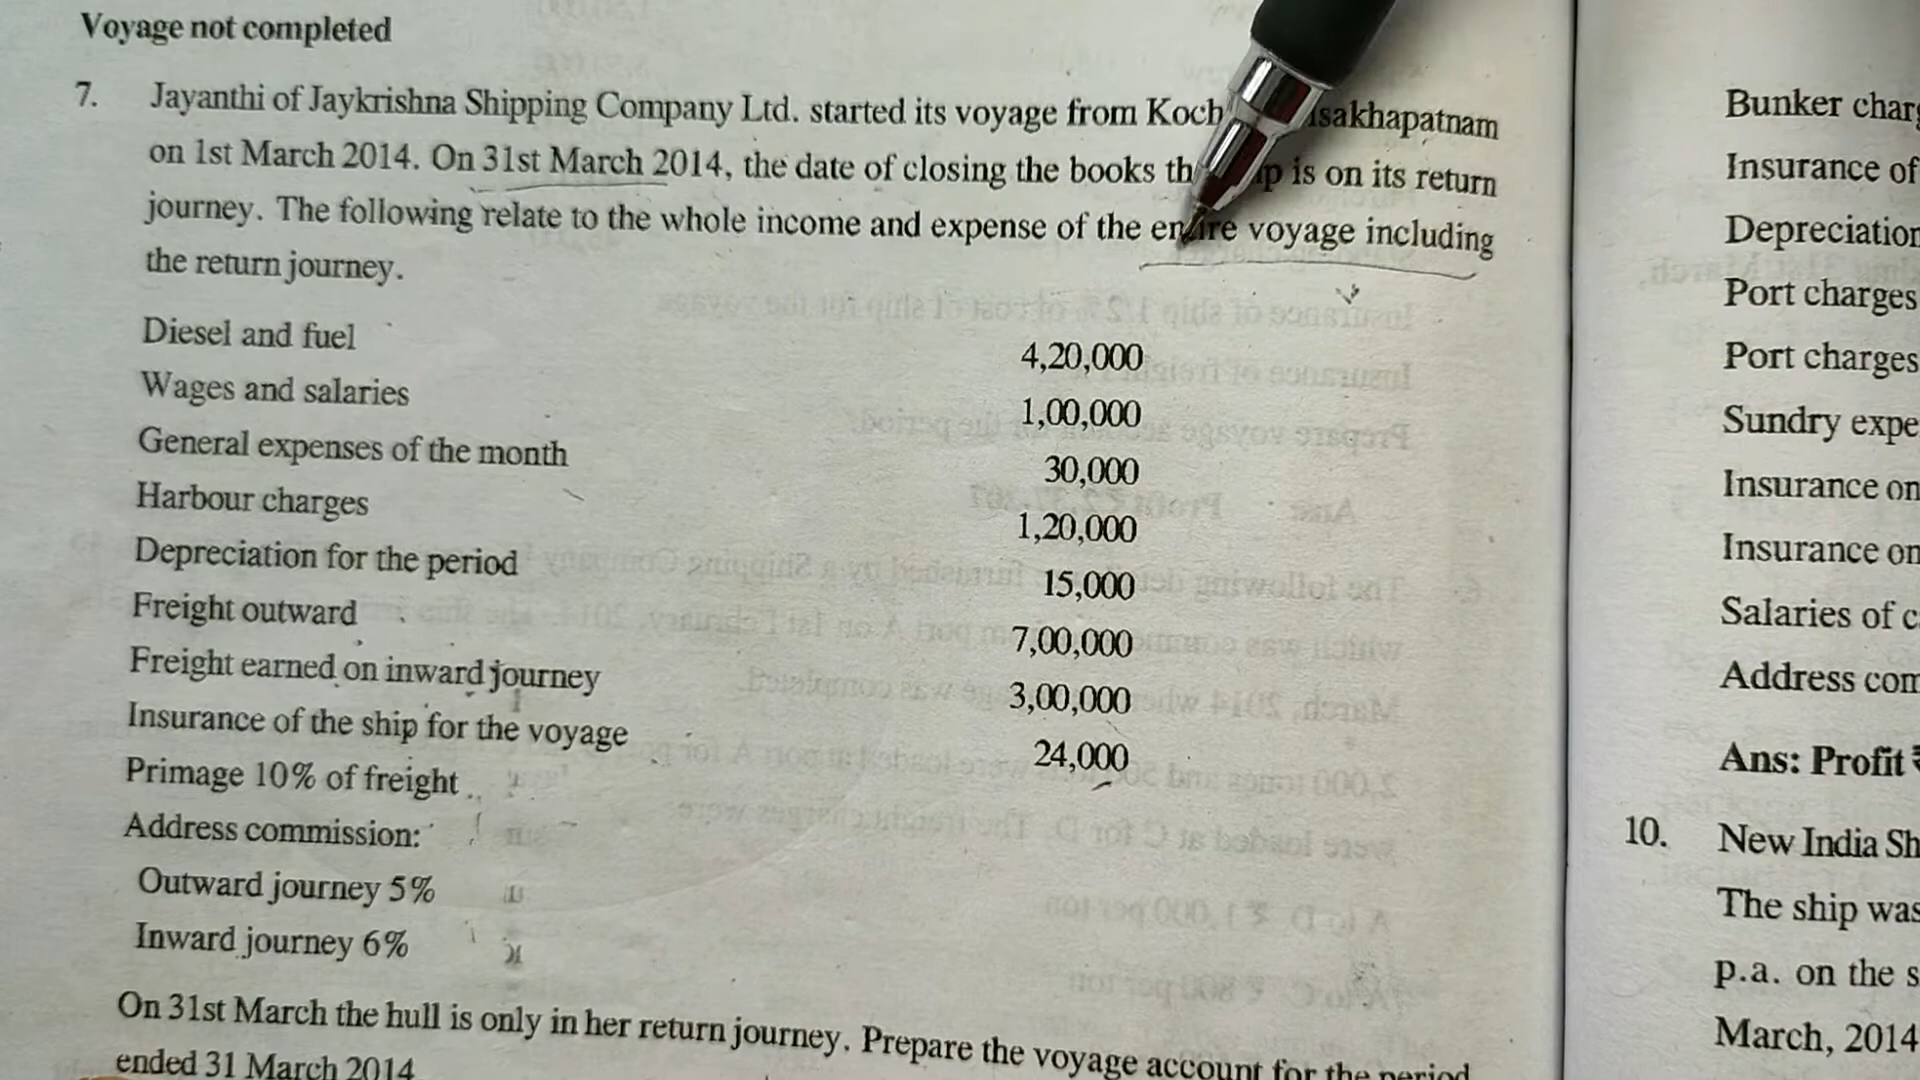 Voyage not completed
7. Jayanthi of Jaykrishna Shipping Company Ltd. started its voyage from Koch sakhapatnam
on 1st March 2014. On 31st March 2014, the date of closing the books th p is on its return
journey. The following relate to the whole income and expense of the entire voyage including
the return journey.
Diesel and fuel 4,20,000
Wages and salaries 1,00,000
General expenses of the month 30,000
Harbour charges 1,20,000
Depreciation for the period 15,000
Freight outward 7,00,000
Freight earned on inward journey 3,00,000
Insurance of the ship for the voyage 24,000
Primage 10% of freight
Address commission:
Outward journey 5%
Inward journey 6%
On 31st March the hull is only in her return journey. Prepare the voyage account for the period
ended 31 March 2014
Bunker charg
Insurance of
Depreciation
Port charges
Port charges
Sundry expe
Insurance on
Insurance on
Salaries of c
Address com
Ans: Profit ₹
10. New India Sh
The ship was
p.a. on the s
March, 2014